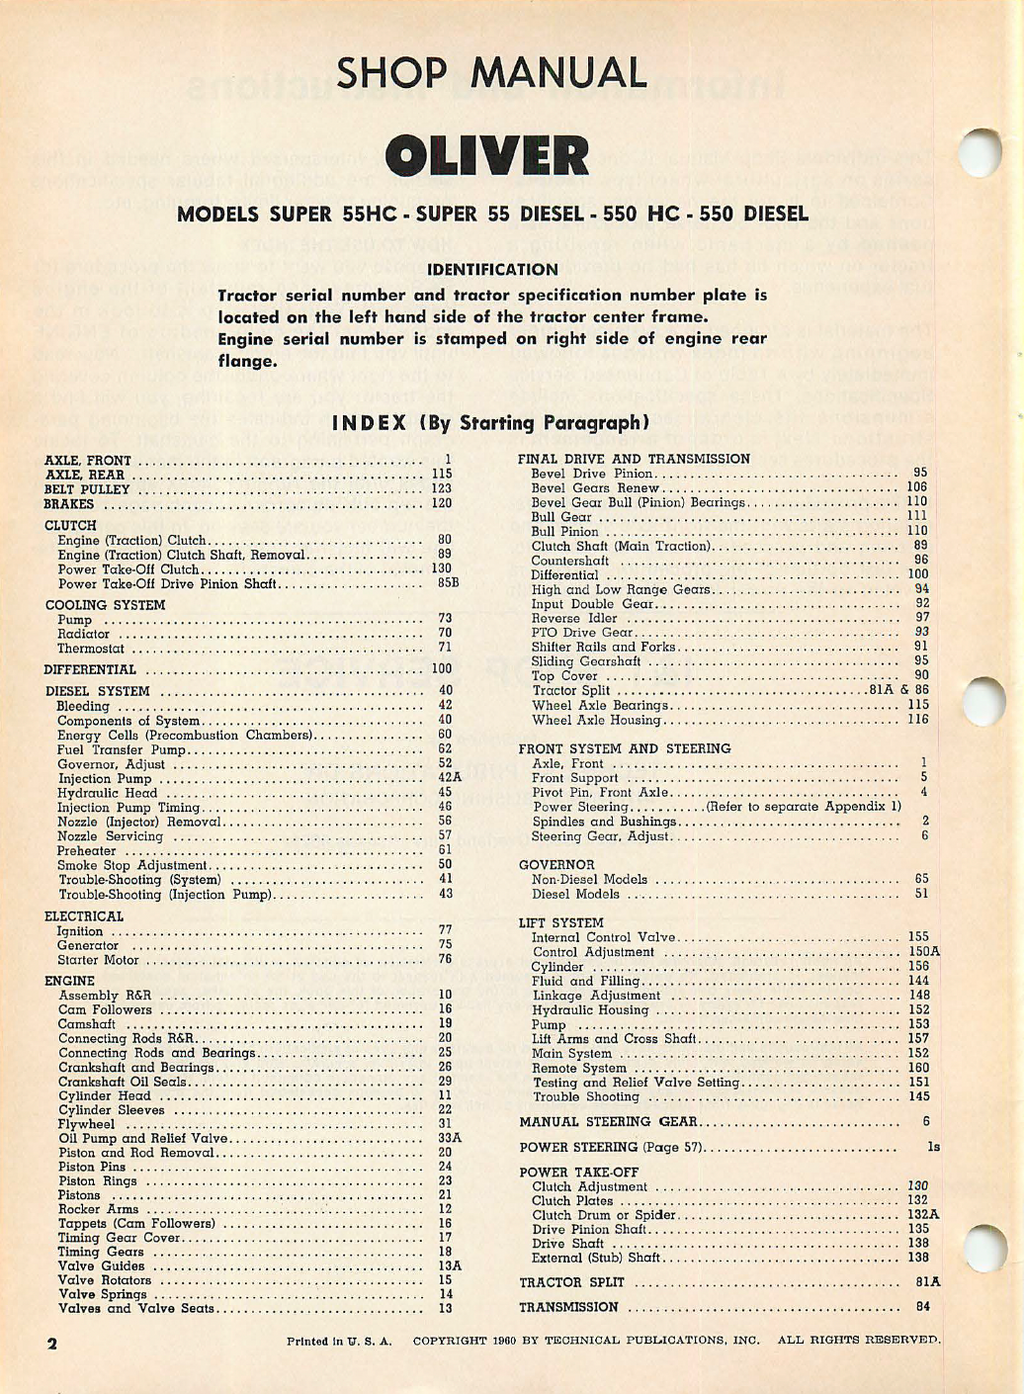 SHOP MANUAL
OLIVER
MODELS SUPER 55HC - SUPER 55 DIESEL - 550 HC - 550 DIESEL
IDENTIFICATION
Tractor serial number and tractor specification number plate is
located on the left hand side of the tractor center frame.
Engine serial number is stamped on right side of engine rear
flange.
INDEX (By Starting Paragraph)
AXLE, FRONT ........ 1
AXLE, REAR ........ 115
BELT PULLEY ........ 123
BRAKES ........ 120
CLUTCH
Engine (Traction) Clutch ........ 80
Engine (Traction) Clutch Shaft, Removal ........ 89
Power Take-Off Clutch ........ 130
Power Take-Off Drive Pinion Shaft ........ 85B
COOLING SYSTEM
Pump ........ 73
Radiator ........ 70
Thermostat ........ 71
DIFFERENTIAL ........ 100
DIESEL SYSTEM ........ 40
Bleeding ........ 42
Components of System ........ 40
Energy Cells (Precombustion Chambers) ........ 60
Fuel Transfer Pump ........ 62
Governor, Adjust ........ 52
Injection Pump ........ 42A
Hydraulic Head ........ 45
Injection Pump Timing ........ 46
Nozzle (Injector) Removal ........ 56
Nozzle Servicing ........ 57
Preheater ........ 61
Smoke Stop Adjustment ........ 50
Trouble-Shooting (System) ........ 41
Trouble-Shooting (Injection Pump) ........ 43
ELECTRICAL
Ignition ........ 77
Generator ........ 75
Starter Motor ........ 76
ENGINE
Assembly R&R ........ 10
Cam Followers ........ 16
Camshaft ........ 19
Connecting Rods R&R ........ 20
Connecting Rods and Bearings ........ 25
Crankshaft and Bearings ........ 26
Crankshaft Oil Seals ........ 29
Cylinder Head ........ 11
Cylinder Sleeves ........ 22
Flywheel ........ 31
Oil Pump and Relief Valve ........ 33A
Piston and Rod Removal ........ 20
Piston Pins ........ 24
Piston Rings ........ 23
Pistons ........ 21
Rocker Arms ........ 12
Tappets (Cam Followers) ........ 16
Timing Gear Cover ........ 17
Timing Gears ........ 18
Valve Guides ........ 13A
Valve Rotators ........ 15
Valve Springs ........ 14
Valves and Valve Seats ........ 13
FINAL DRIVE AND TRANSMISSION
Bevel Drive Pinion ........ 95
Bevel Gears Renew ........ 106
Bevel Gear Bull (Pinion) Bearings ........ 110
Bull Gear ........ 111
Bull Pinion ........ 110
Clutch Shaft (Main Traction) ........ 89
Countershaft ........ 96
Differential ........ 100
High and Low Range Gears ........ 94
Input Double Gear ........ 92
Reverse Idler ........ 97
PTO Drive Gear ........ 93
Shifter Rails and Forks ........ 91
Sliding Gearshaft ........ 95
Top Cover ........ 90
Tractor Split ........ 81A & 86
Wheel Axle Bearings ........ 115
Wheel Axle Housing ........ 116
FRONT SYSTEM AND STEERING
Axle, Front ........ 1
Front Support ........ 5
Pivot Pin, Front Axle ........ 4
Power Steering ........ (Refer to separate Appendix 1)
Spindles and Bushings ........ 2
Steering Gear, Adjust ........ 6
GOVERNOR
Non-Diesel Models ........ 65
Diesel Models ........ 51
LIFT SYSTEM
Internal Control Valve ........ 155
Control Adjustment ........ 150A
Cylinder ........ 156
Fluid and Filling ........ 144
Linkage Adjustment ........ 148
Hydraulic Housing ........ 152
Pump ........ 153
Lift Arms and Cross Shaft ........ 157
Main System ........ 152
Remote System ........ 160
Testing and Relief Valve Setting ........ 151
Trouble Shooting ........ 145
MANUAL STEERING GEAR ........ 6
POWER STEERING (Page 57) ........ 1s
POWER TAKE-OFF
Clutch Adjustment ........ 130
Clutch Plates ........ 132
Clutch Drum or Spider ........ 132A
Drive Pinion Shaft ........ 135
Drive Shaft ........ 138
External (Stub) Shaft ........ 138
TRACTOR SPLIT ........ 81A
TRANSMISSION ........ 84
2 Printed in U. S. A. COPYRIGHT 1960 BY TECHNICAL PUBLICATIONS, INC. ALL RIGHTS RESERVED.